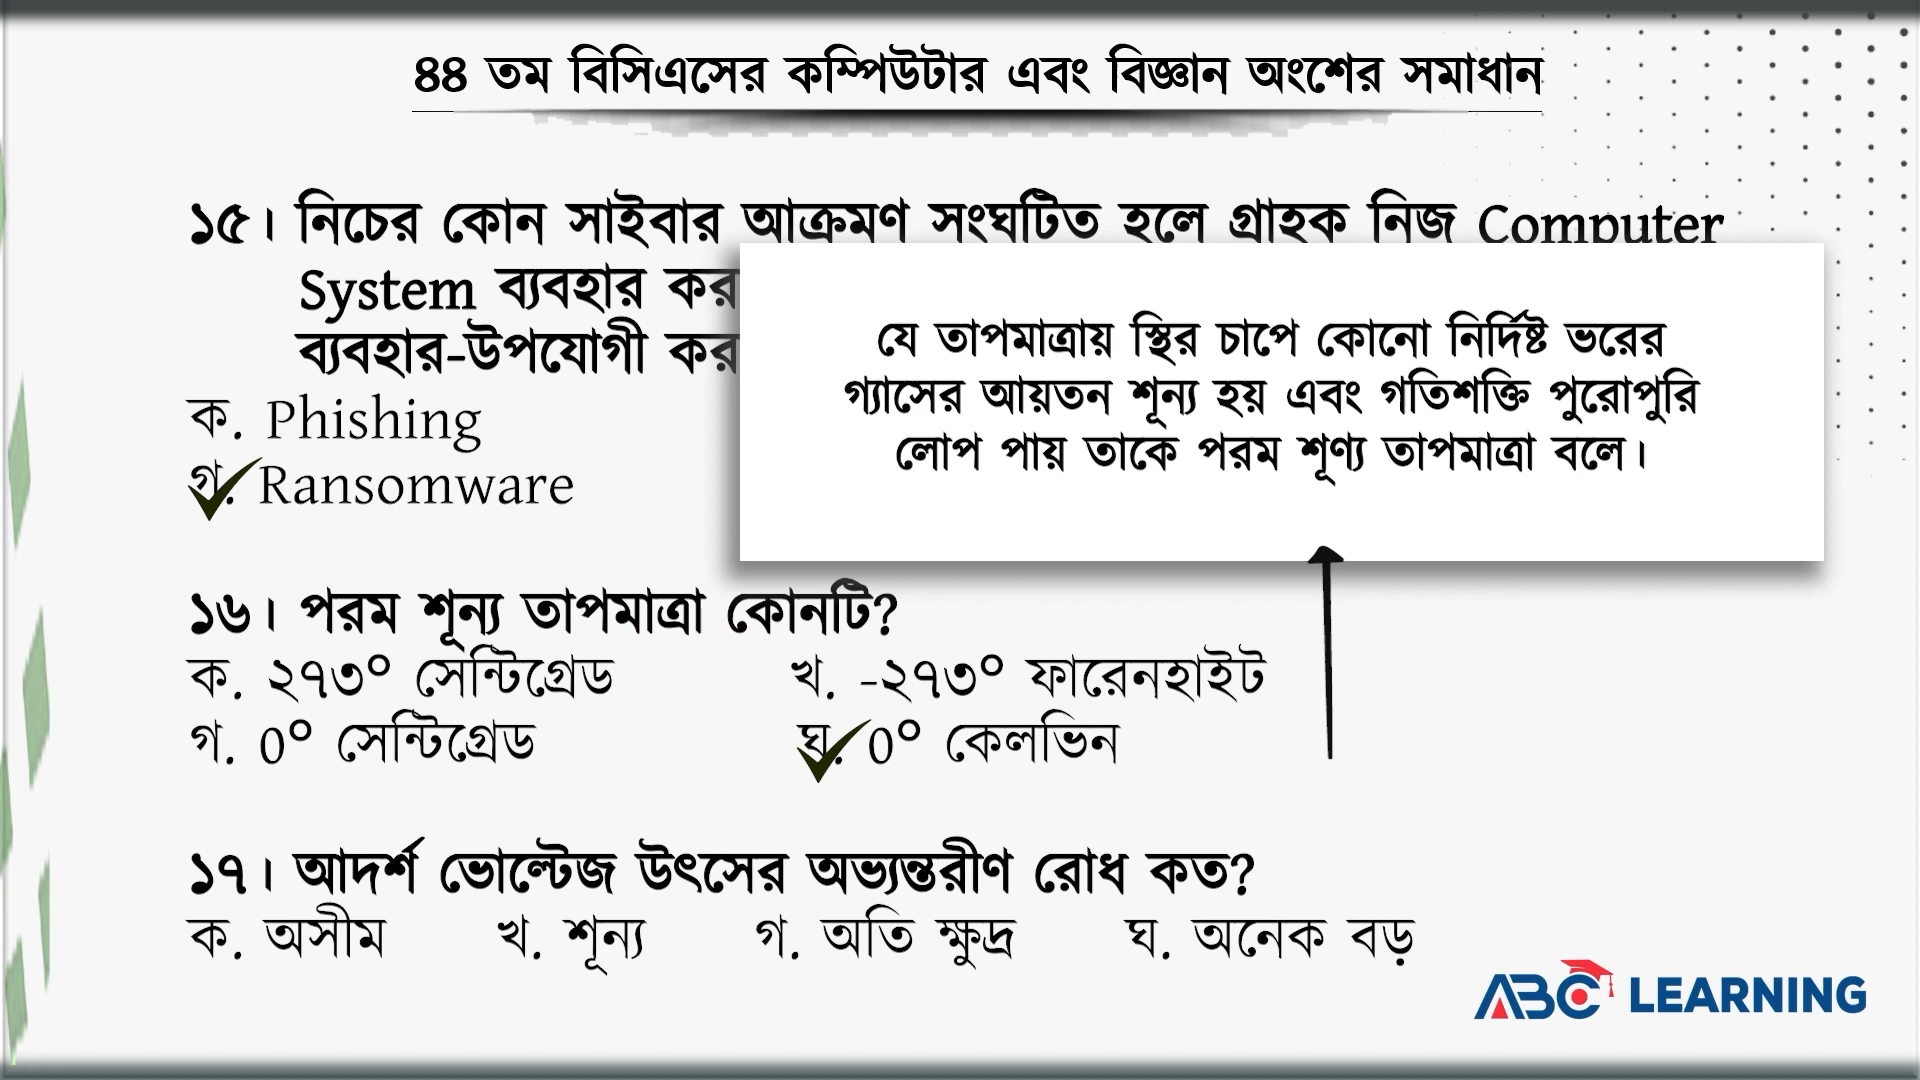 ৪৪ তম বিসিএসের কম্পিউটার এবং বিজ্ঞান অংশের সমাধান
১৫। নিচের কোন সাইবার আক্রমণ সংঘটিত হলে গ্রাহক নিজ Computer
System ব্যবহার কর
ব্যবহার-উপযোগী কর
ক. Phishing
গ. Ransomware
যে তাপমাত্রায় স্থির চাপে কোনো নির্দিষ্ট ভরের
গ্যাসের আয়তন শূন্য হয় এবং গতিশক্তি পুরোপুরি
লোপ পায় তাকে পরম শূণ্য তাপমাত্রা বলে।
১৬। পরম শূন্য তাপমাত্রা কোনটি?
ক. ২৭৩° সেন্টিগ্রেড খ. -২৭৩° ফারেনহাইট
গ. 0° সেন্টিগ্রেড ঘ. 0° কেলভিন
১৭। আদর্শ ভোল্টেজ উৎসের অভ্যন্তরীণ রোধ কত?
ক. অসীম খ. শূন্য গ. অতি ক্ষুদ্র ঘ. অনেক বড়
ABC LEARNING